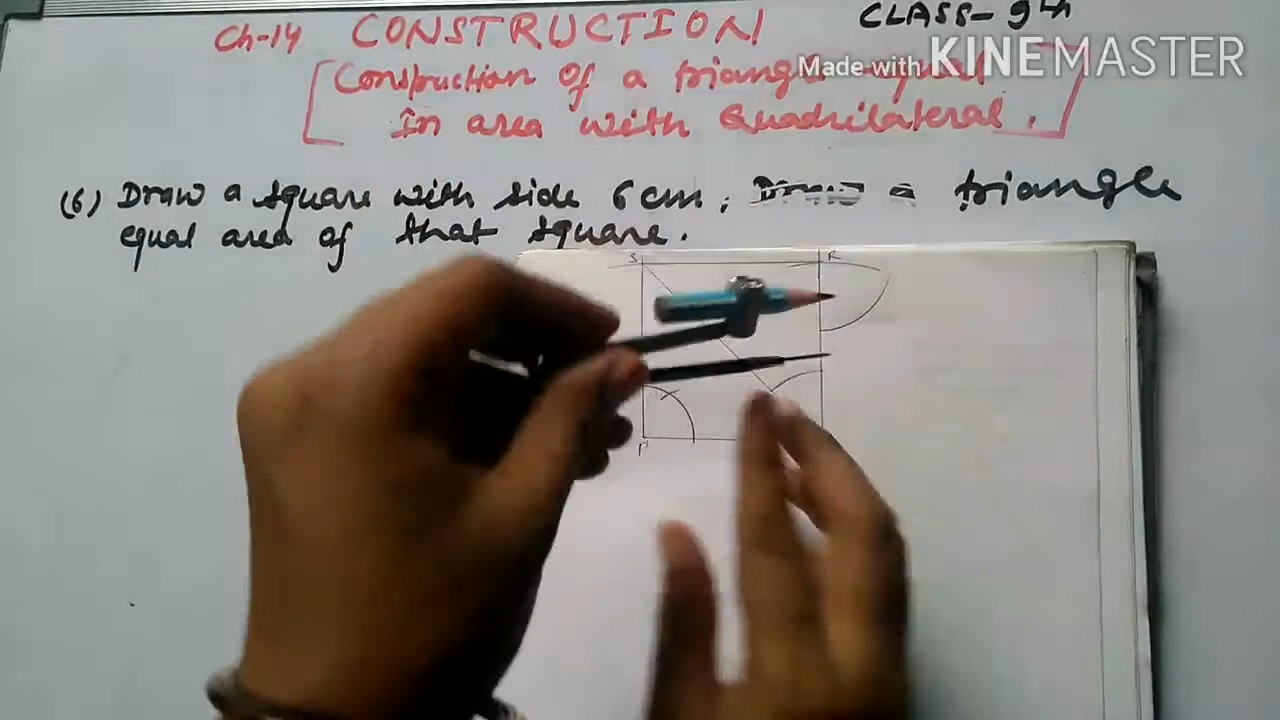 Ch-14 CONSTRUCTION CLASS-9th
Made with KINEMASTER
[Construction of a triangle equal
In area with Quadrilateral.]
(6) Draw a square with side 6cm, Draw a triangle
equal area of that square.
S R
P